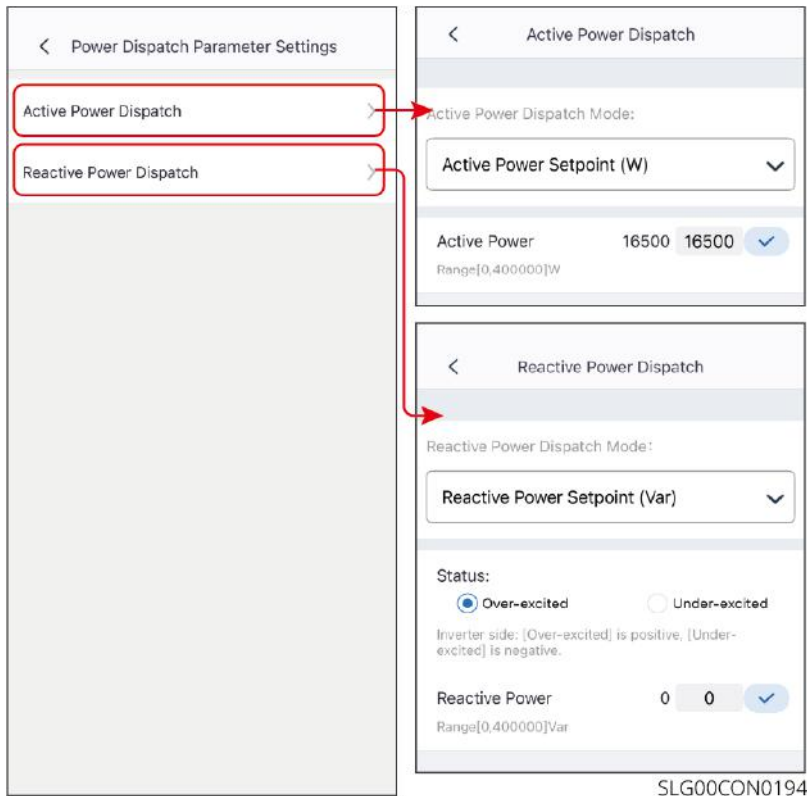 Power Dispatch Parameter Settings
Active Power Dispatch
Reactive Power Dispatch
Active Power Dispatch
Active Power Dispatch Mode:
Active Power Setpoint (W)
Active Power 16500 16500
Range[0,400000]W
Reactive Power Dispatch
Reactive Power Dispatch Mode:
Reactive Power Setpoint (Var)
Status:
Over-excited Under-excited
Inverter side: [Over-excited] is positive, [Under-
excited] is negative.
Reactive Power 0 0
Range[0,400000]Var
SLG00CON0194